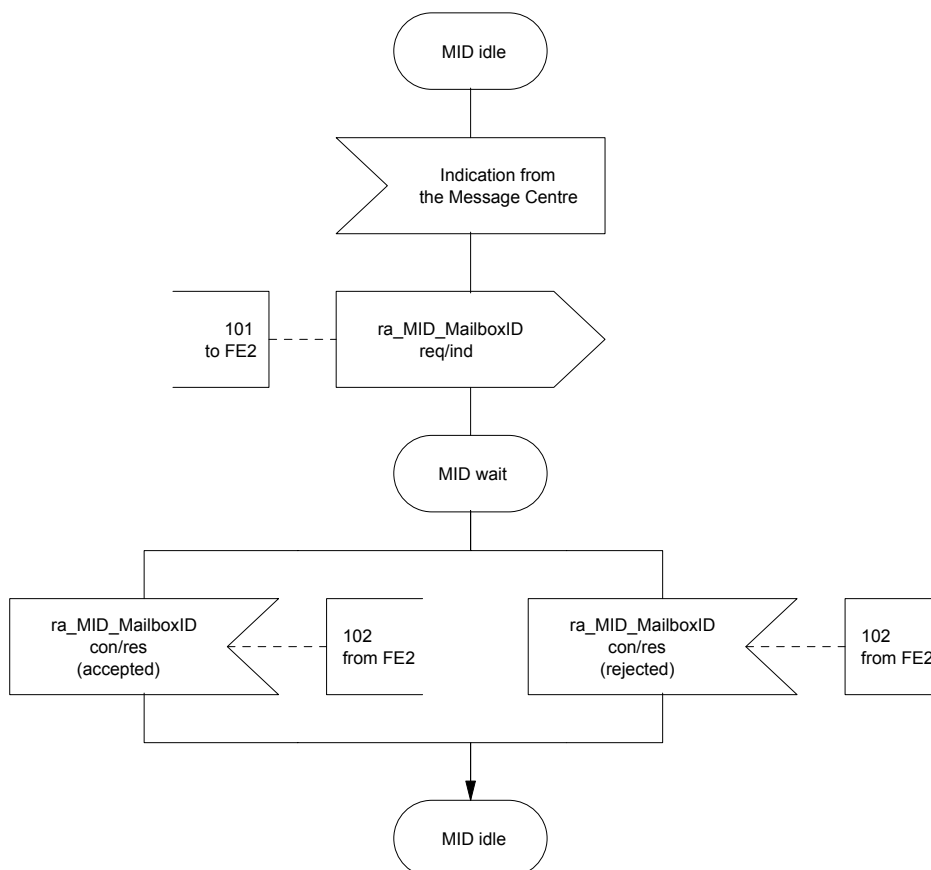 MID idle
Indication from
the Message Centre
101
to FE2
ra_MID_MailboxID
req/ind
MID wait
ra_MID_MailboxID
con/res
(accepted)
102
from FE2
ra_MID_MailboxID
con/res
(rejected)
102
from FE2
MID idle